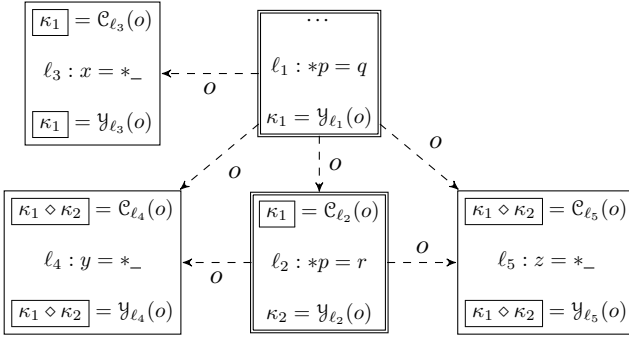 κ₁ = 𝒞_ℓ₃(o)
ℓ₃ : x = *_
κ₁ = 𝒴_ℓ₃(o)
...
ℓ₁ : *p = q
κ₁ = 𝒴_ℓ₁(o)
o
o
o
o
κ₁ ⋄ κ₂ = 𝒞_ℓ₄(o)
ℓ₄ : y = *_
κ₁ ⋄ κ₂ = 𝒴_ℓ₄(o)
o
κ₁ = 𝒞_ℓ₂(o)
ℓ₂ : *p = r
κ₂ = 𝒴_ℓ₂(o)
o
κ₁ ⋄ κ₂ = 𝒞_ℓ₅(o)
ℓ₅ : z = *_
κ₁ ⋄ κ₂ = 𝒴_ℓ₅(o)